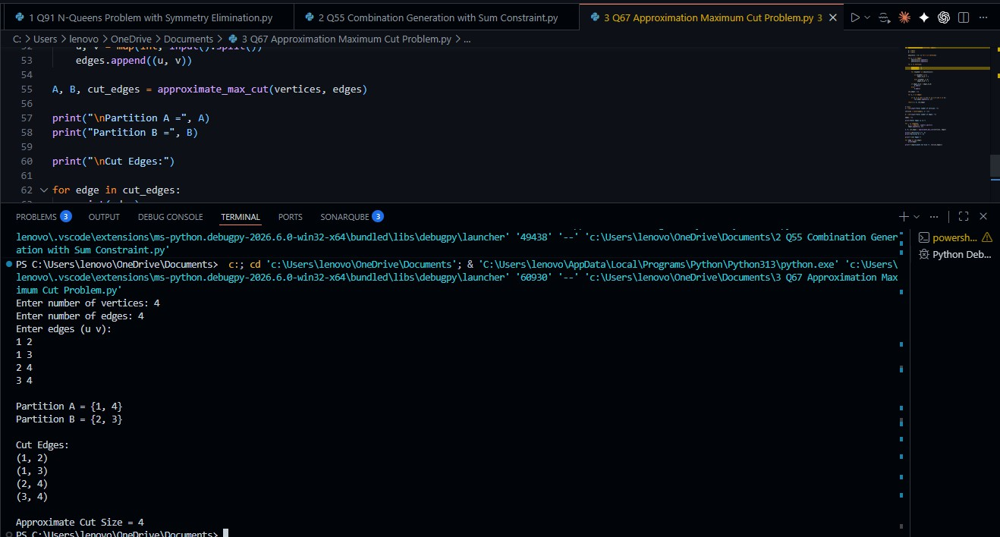 1 Q91 N-Queens Problem with Symmetry Elimination.py
2 Q55 Combination Generation with Sum Constraint.py
3 Q67 Approximation Maximum Cut Problem.py 3
C: > Users > lenovo > OneDrive > Documents > 3 Q67 Approximation Maximum Cut Problem.py > ...
52 u, v = map(int, input().split())
53 edges.append((u, v))
54
55 A, B, cut_edges = approximate_max_cut(vertices, edges)
56
57 print("\nPartition A =", A)
58 print("Partition B =", B)
59
60 print("\nCut Edges:")
61
62 for edge in cut_edges:
PROBLEMS 3 OUTPUT DEBUG CONSOLE TERMINAL PORTS SONARQUBE 3
lenovo\.vscode\extensions\ms-python.debugpy-2026.6.0-win32-x64\bundled\libs\debugpy\launcher' '49438' '--' 'c:\Users\lenovo\OneDrive\Documents\2 Q55 Combination Gener
ation with Sum Constraint.py'
PS C:\Users\lenovo\OneDrive\Documents> c:; cd 'c:\Users\lenovo\OneDrive\Documents'; & 'C:\Users\lenovo\AppData\Local\Programs\Python\Python313\python.exe' 'c:\Users\
lenovo\.vscode\extensions\ms-python.debugpy-2026.6.0-win32-x64\bundled\libs\debugpy\launcher' '60930' '--' 'c:\Users\lenovo\OneDrive\Documents\3 Q67 Approximation Max
imum Cut Problem.py'
Enter number of vertices: 4
Enter number of edges: 4
Enter edges (u v):
1 2
1 3
2 4
3 4
Partition A = {1, 4}
Partition B = {2, 3}
Cut Edges:
(1, 2)
(1, 3)
(2, 4)
(3, 4)
Approximate Cut Size = 4
PS C:\Users\lenovo\OneDrive\Documents>
powersh...
Python Deb...